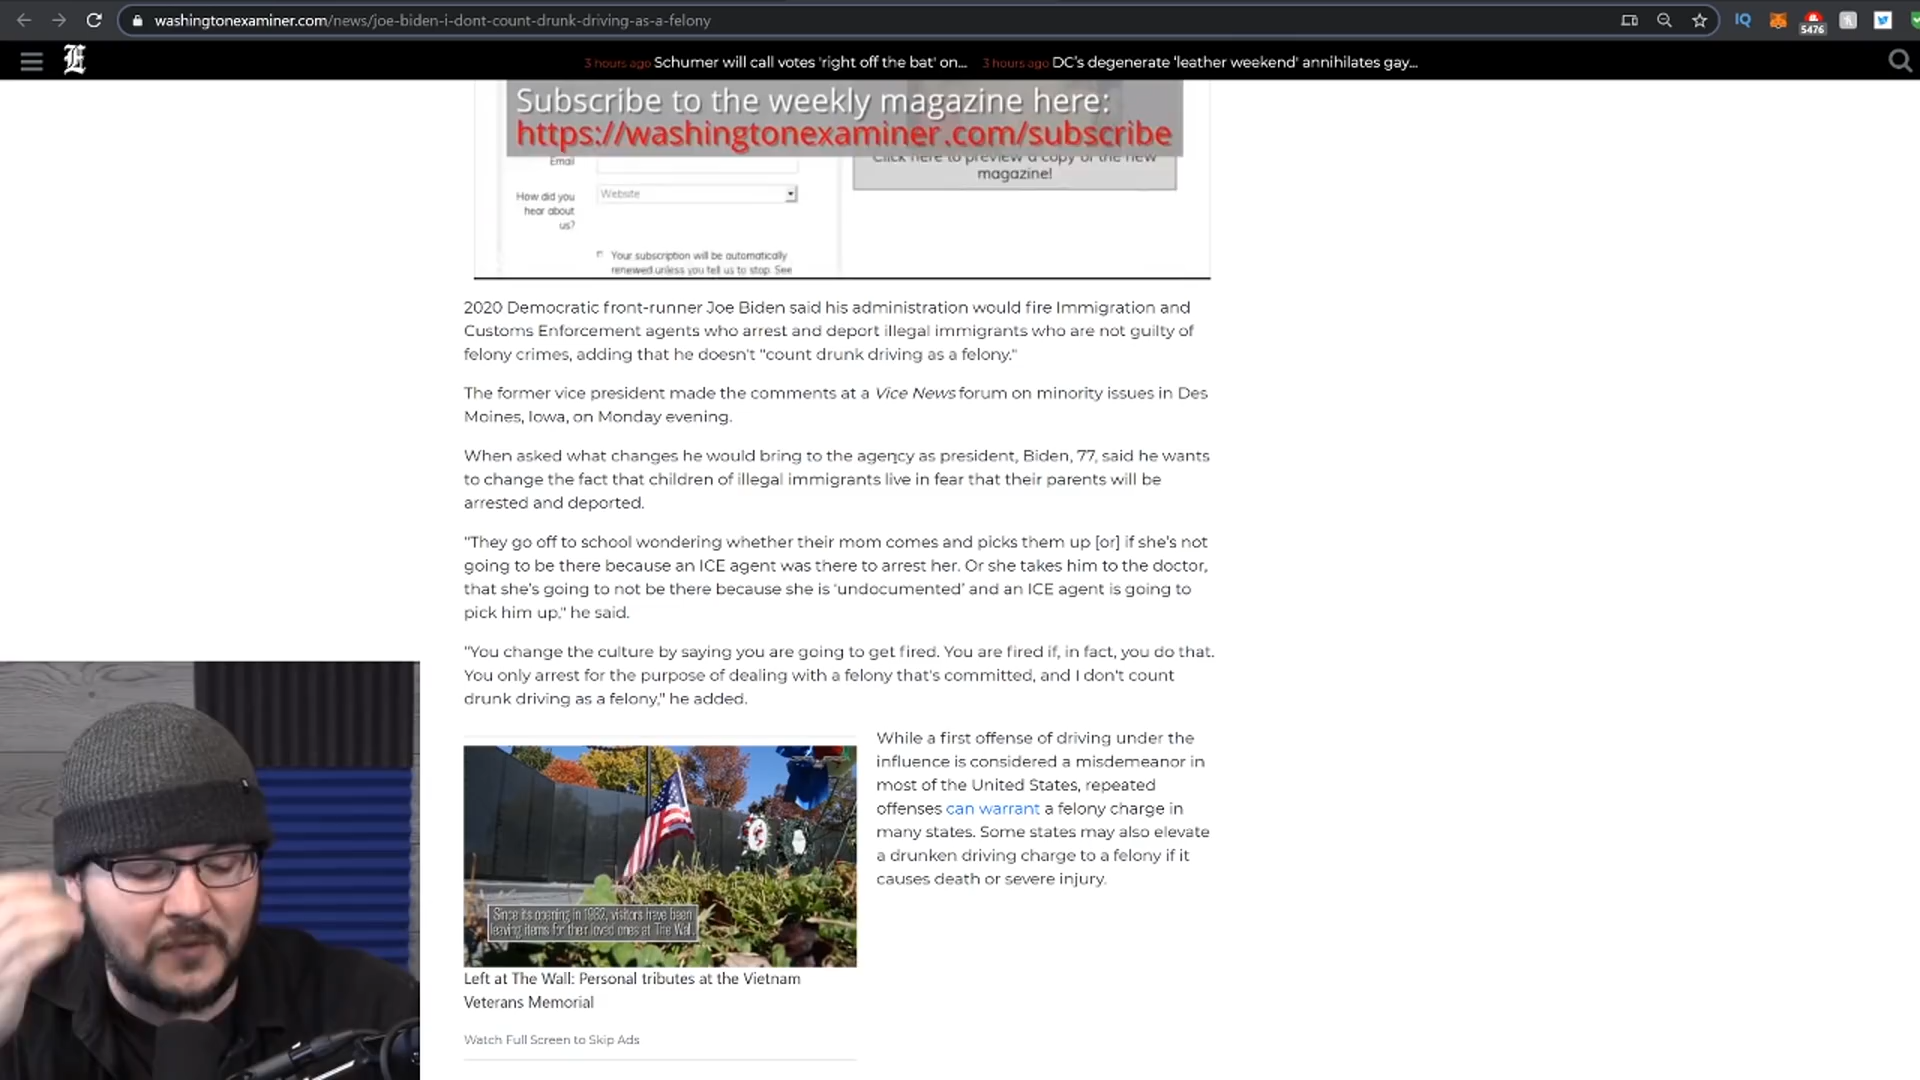 washingtonexaminer.com/news/joe-biden-i-dont-count-drunk-driving-as-a-felony
IQ
5476
E
3 hours ago Schumer will call votes 'right off the bat' on... 3 hours ago DC's degenerate 'leather weekend' annihilates gay...
Subscribe to the weekly magazine here:
https://washingtonexaminer.com/subscribe
Email
Click here to preview a copy of the new
magazine!
How did you
hear about
us?
Website
Your subscription will be automatically
renewed unless you tell us to stop. See
2020 Democratic front-runner Joe Biden said his administration would fire Immigration and
Customs Enforcement agents who arrest and deport illegal immigrants who are not guilty of
felony crimes, adding that he doesn't "count drunk driving as a felony."
The former vice president made the comments at a Vice News forum on minority issues in Des
Moines, Iowa, on Monday evening.
When asked what changes he would bring to the agency as president, Biden, 77, said he wants
to change the fact that children of illegal immigrants live in fear that their parents will be
arrested and deported.
"They go off to school wondering whether their mom comes and picks them up [or] if she's not
going to be there because an ICE agent was there to arrest her. Or she takes him to the doctor,
that she's going to not be there because she is 'undocumented' and an ICE agent is going to
pick him up," he said.
"You change the culture by saying you are going to get fired. You are fired if, in fact, you do that.
You only arrest for the purpose of dealing with a felony that's committed, and I don't count
drunk driving as a felony," he added.
While a first offense of driving under the
influence is considered a misdemeanor in
most of the United States, repeated
offenses can warrant a felony charge in
many states. Some states may also elevate
a drunken driving charge to a felony if it
causes death or severe injury.
Since its opening in 1982, visitors have been
leaving items for their loved ones at The Wall.
Left at The Wall: Personal tributes at the Vietnam
Veterans Memorial
Watch Full Screen to Skip Ads